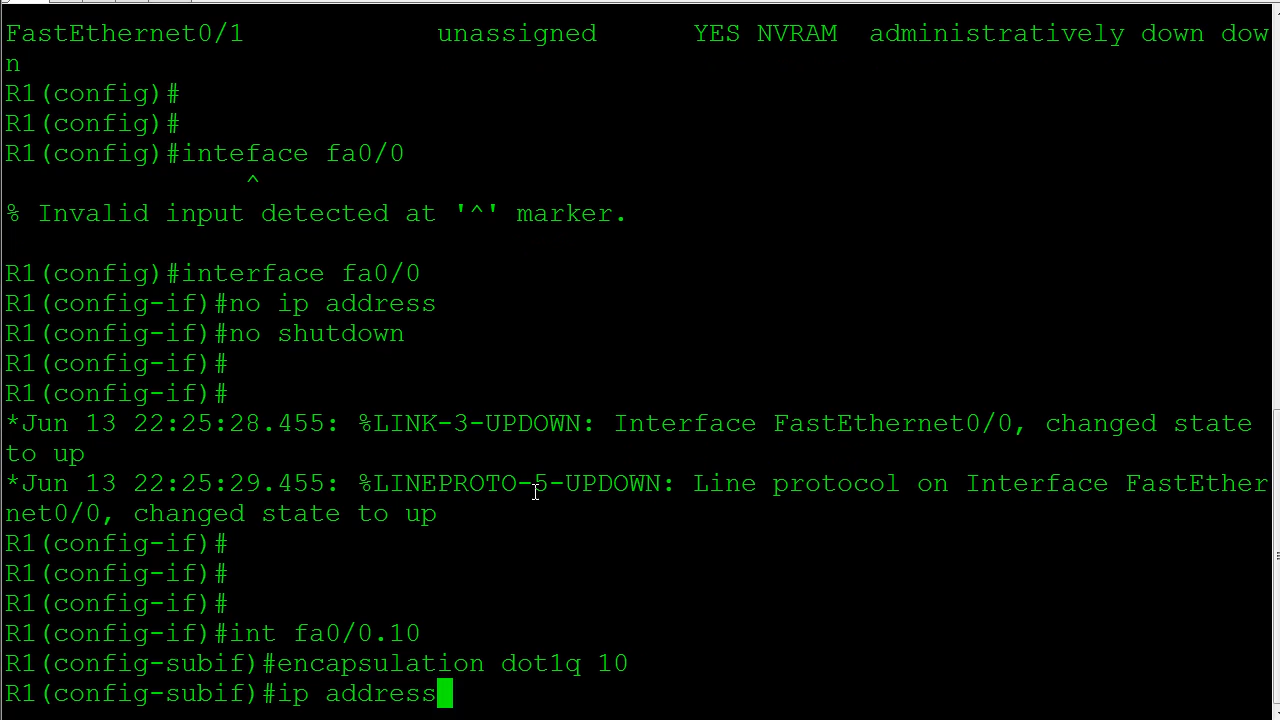 FastEthernet0/1            unassigned      YES NVRAM  administratively down dow
n
R1(config)#
R1(config)#
R1(config)#inteface fa0/0
               ^
% Invalid input detected at '^' marker.
R1(config)#interface fa0/0
R1(config-if)#no ip address
R1(config-if)#no shutdown
R1(config-if)#
R1(config-if)#
*Jun 13 22:25:28.455: %LINK-3-UPDOWN: Interface FastEthernet0/0, changed state
to up
*Jun 13 22:25:29.455: %LINEPROTO-5-UPDOWN: Line protocol on Interface FastEther
net0/0, changed state to up
R1(config-if)#
R1(config-if)#
R1(config-if)#
R1(config-if)#int fa0/0.10
R1(config-subif)#encapsulation dot1q 10
R1(config-subif)#ip address